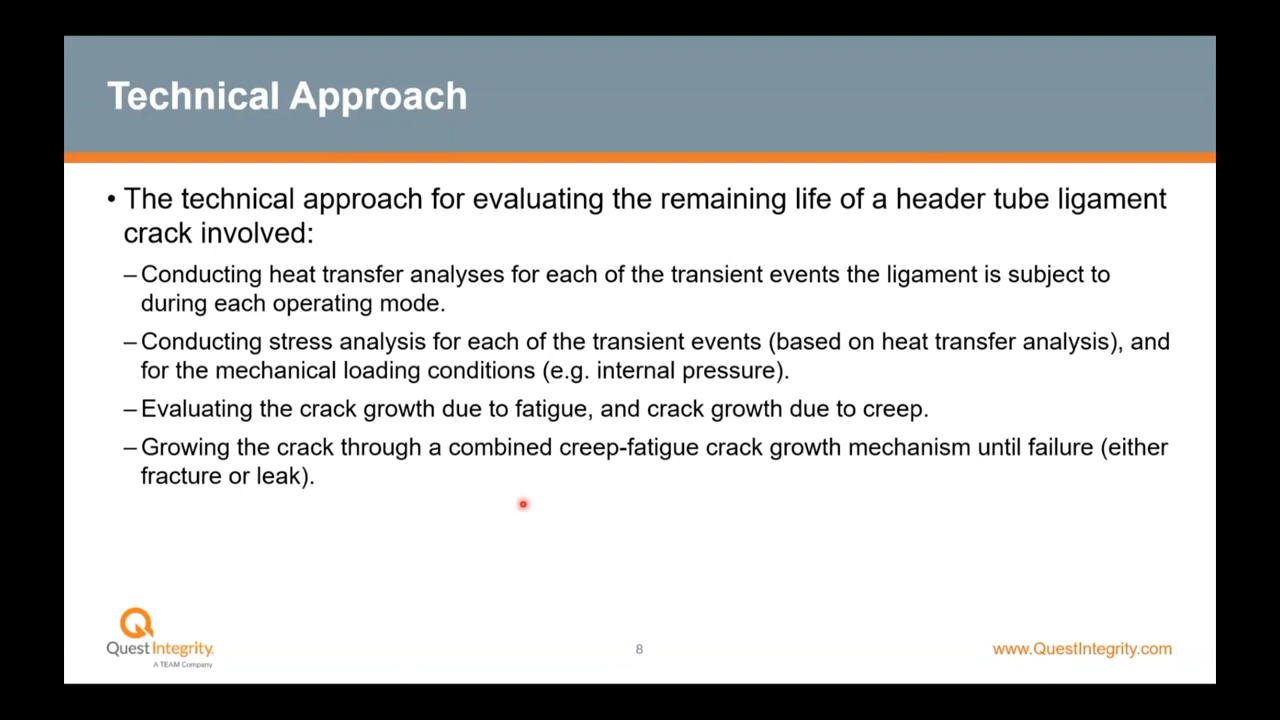 Technical Approach
• The technical approach for evaluating the remaining life of a header tube ligament
crack involved:
– Conducting heat transfer analyses for each of the transient events the ligament is subject to
during each operating mode.
– Conducting stress analysis for each of the transient events (based on heat transfer analysis), and
for the mechanical loading conditions (e.g. internal pressure).
– Evaluating the crack growth due to fatigue, and crack growth due to creep.
– Growing the crack through a combined creep-fatigue crack growth mechanism until failure (either
fracture or leak).
QuestIntegrity.
A TEAM Company
8
www.QuestIntegrity.com